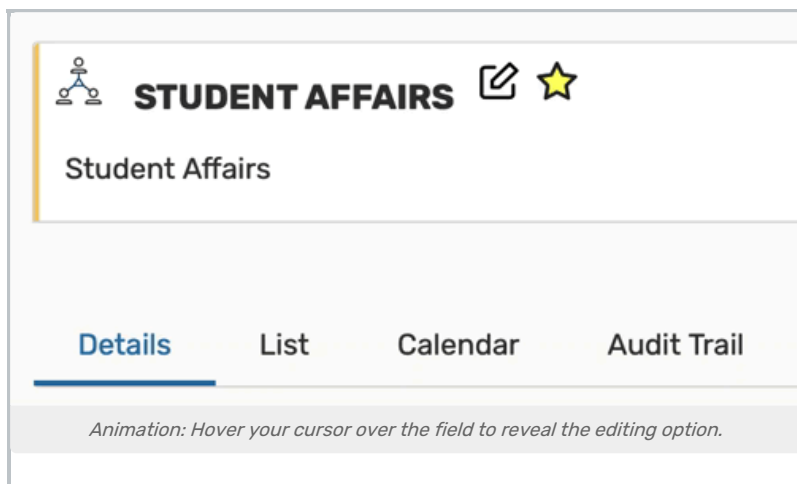 STUDENT AFFAIRS
Student Affairs
Details List Calendar Audit Trail
Animation: Hover your cursor over the field to reveal the editing option.